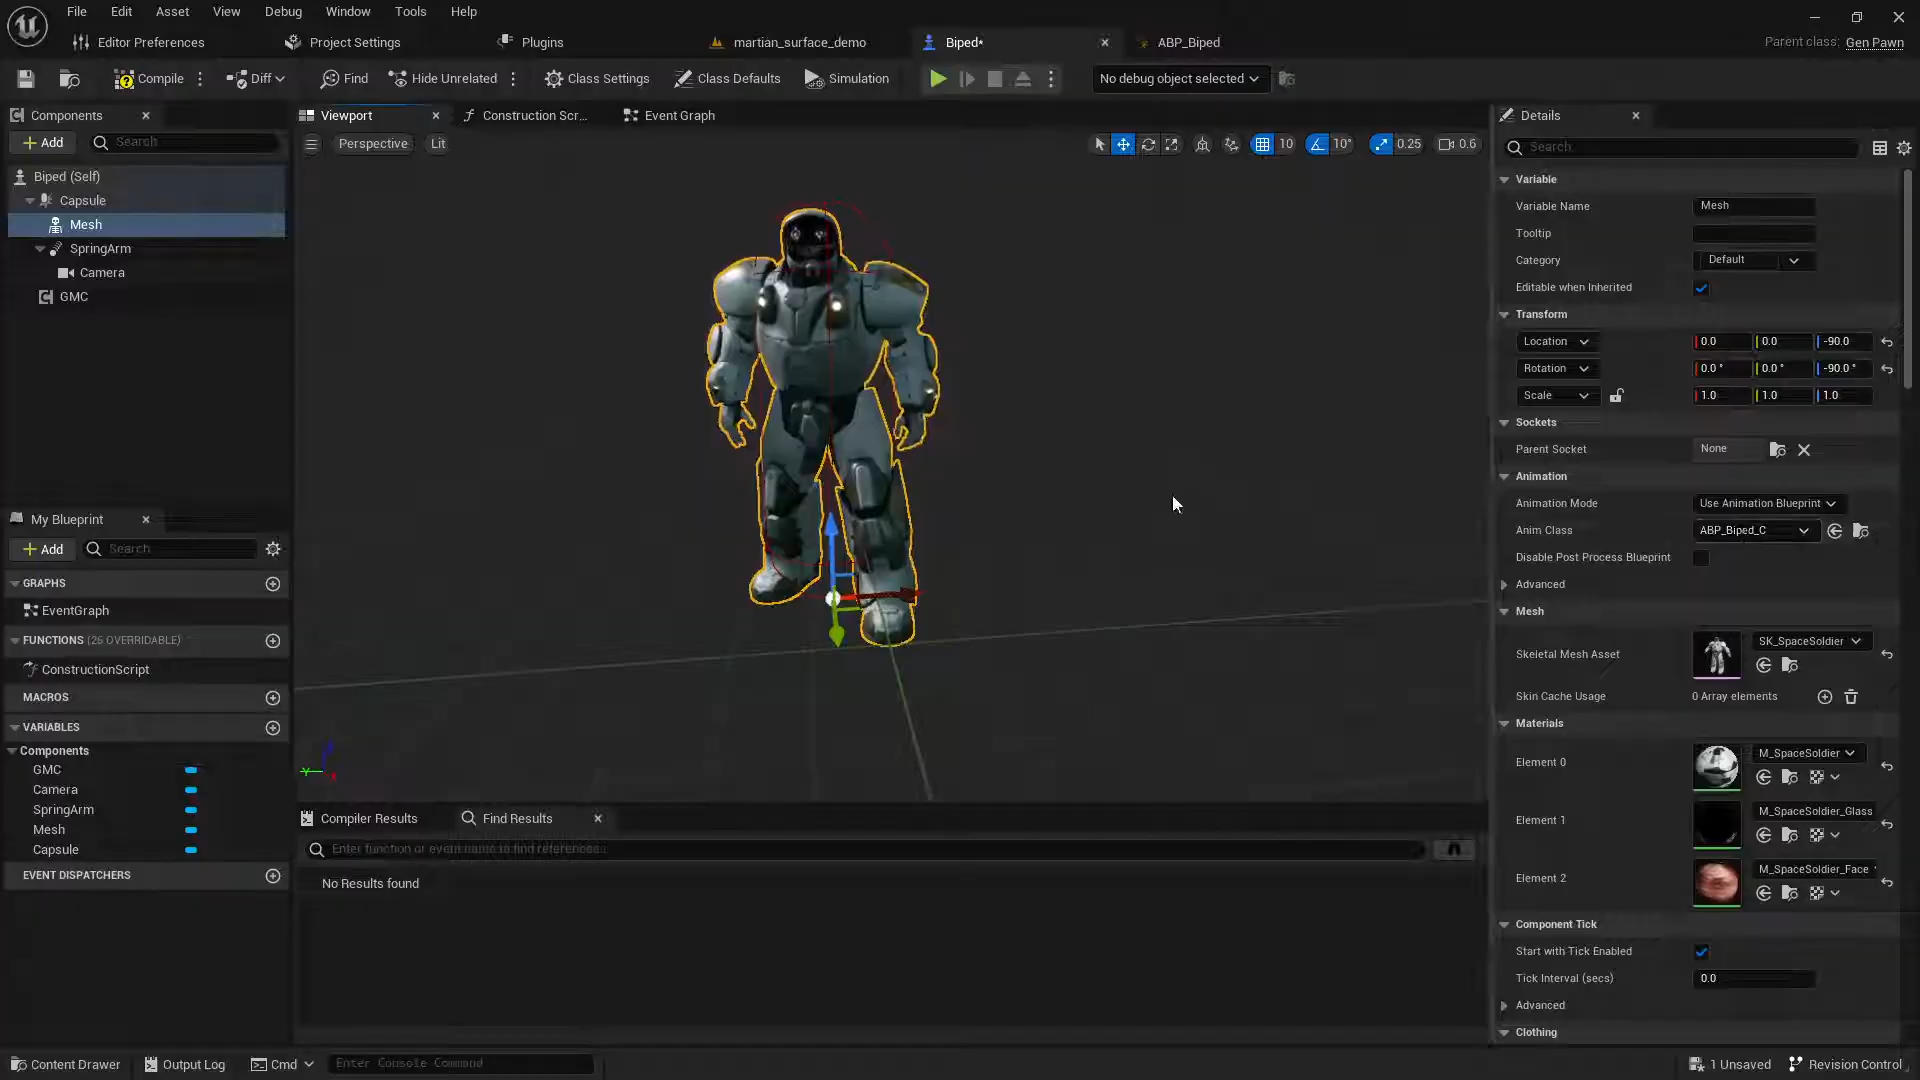 File Edit Asset View Debug Window Tools Help
Editor Preferences Project Settings Plugins martian_surface_demo Biped* ABP_Biped Parent class: Gen Pawn
Compile Diff Find Hide Unrelated Class Settings Class Defaults Simulation No debug object selected
Components
Add Search
Biped (Self)
Capsule
Mesh
SpringArm
Camera
GMC
My Blueprint
Add Search
GRAPHS
EventGraph
FUNCTIONS (26 OVERRIDABLE)
ConstructionScript
MACROS
VARIABLES
Components
GMC
Camera
SpringArm
Mesh
Capsule
EVENT DISPATCHERS
Viewport Construction Scr... Event Graph
Perspective Lit 10 10° 0.25 0.6
Y
Compiler Results Find Results
Enter function or event name to find references...
No Results found
Details
Search
Variable
Variable Name Mesh
Tooltip
Category Default
Editable when Inherited
Transform
Location 0.0 0.0 -90.0
Rotation 0.0° 0.0° -90.0°
Scale 1.0 1.0 1.0
Sockets
Parent Socket None
Animation
Animation Mode Use Animation Blueprint
Anim Class ABP_Biped_C
Disable Post Process Blueprint
Advanced
Mesh
Skeletal Mesh Asset SK_SpaceSoldier
Skin Cache Usage 0 Array elements
Materials
Element 0 M_SpaceSoldier
Element 1 M_SpaceSoldier_Glass
Element 2 M_SpaceSoldier_Face
Component Tick
Start with Tick Enabled
Tick Interval (secs) 0.0
Advanced
Clothing
Content Drawer Output Log Cmd Enter Console Command 1 Unsaved Revision Control